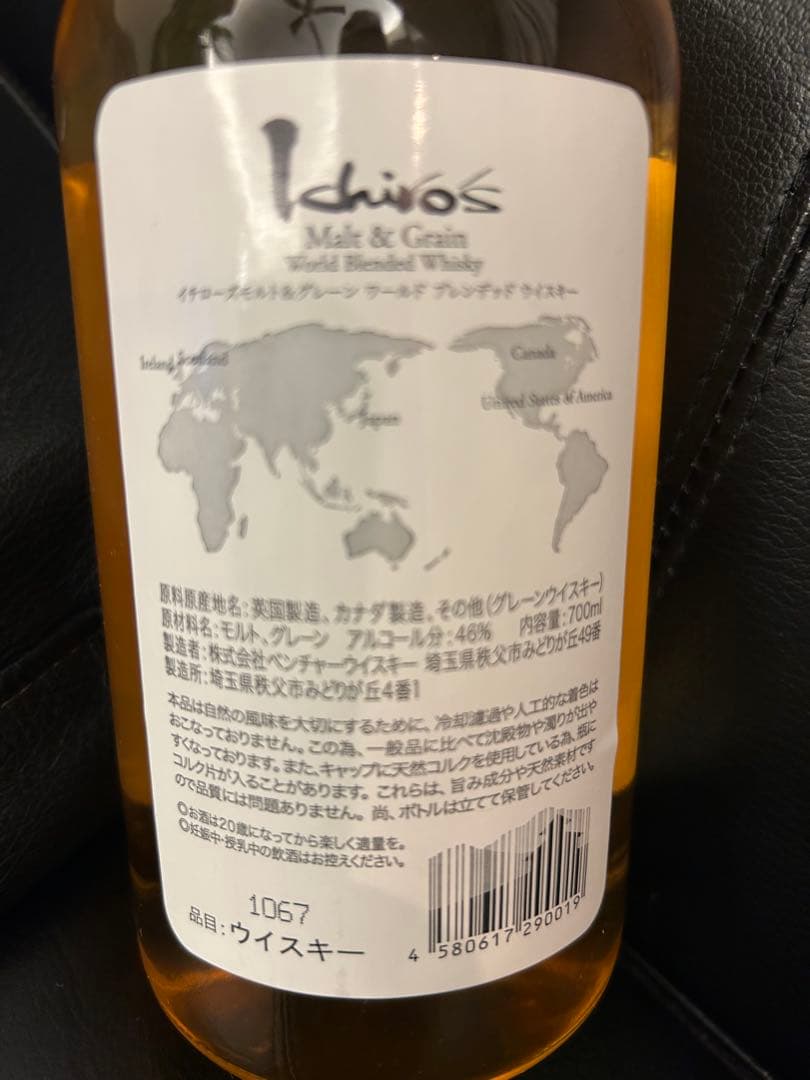 Ichiro's
Malt & Grain
World Blended Whisky
イチローズモルト&グレーン ワールド ブレンデッド ウイスキー
Ireland Scotland
Canada
United States of America
Japan
原料原産地名:英国製造、カナダ製造、その他(グレーンウイスキー)
原材料名:モルト、グレーン アルコール分:46% 内容量:700ml
製造者:株式会社ベンチャーウイスキー 埼玉県秩父市みどりが丘49番
製造所:埼玉県秩父市みどりが丘4番1
本品は自然の風味を大切にするために、冷却濾過や人工的な着色は
おこなっておりません。この為、一般品に比べて沈殿物や濁りが出や
すくなっております。また、キャップに天然コルクを使用している為、瓶に
コルク片が入ることがあります。これらは、旨み成分や天然素材です
ので品質には問題ありません。尚、ボトルは立てて保管してください。
◎お酒は20歳になってから楽しく適量を。
◎妊娠中・授乳中の飲酒はお控えください。
1067
品目:ウイスキー
4 580617 290019